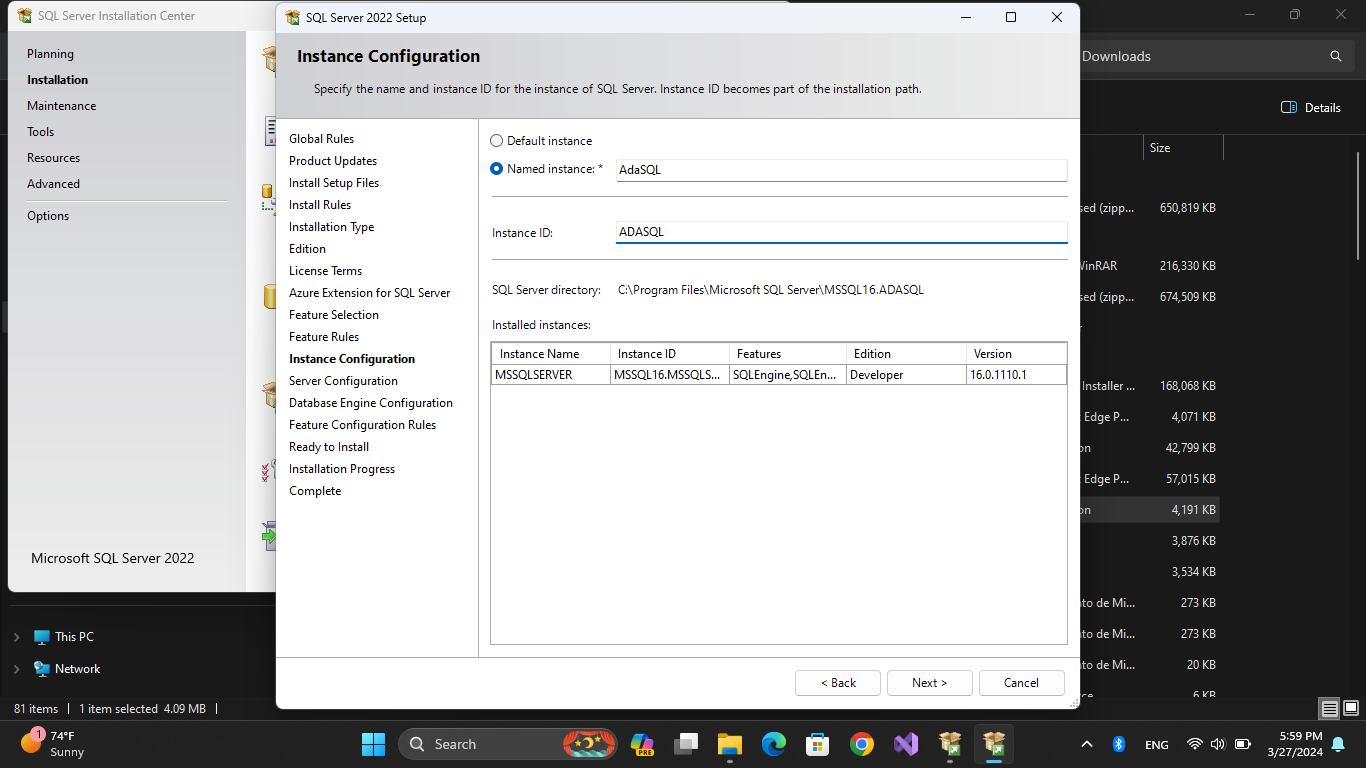 SQL Server Installation Center
Planning
Installation
Maintenance
Tools
Resources
Advanced
Options
Microsoft SQL Server 2022
SQL Server 2022 Setup
Instance Configuration
Specify the name and instance ID for the instance of SQL Server. Instance ID becomes part of the installation path.
Global Rules
Product Updates
Install Setup Files
Install Rules
Installation Type
Edition
License Terms
Azure Extension for SQL Server
Feature Selection
Feature Rules
Instance Configuration
Server Configuration
Database Engine Configuration
Feature Configuration Rules
Ready to Install
Installation Progress
Complete
Default instance
Named instance: * AdaSQL
Instance ID: ADASQL
SQL Server directory: C:\Program Files\Microsoft SQL Server\MSSQL16.ADASQL
Installed instances:
Instance Name Instance ID Features Edition Version
MSSQLSERVER MSSQL16.MSSQLS... SQLEngine,SQLEn... Developer 16.0.1110.1
< Back Next > Cancel
Downloads
Details
Size
sed (zipp... 650,819 KB
WinRAR 216,330 KB
sed (zipp... 674,509 KB
r
Installer ... 168,068 KB
t Edge P... 4,071 KB
on 42,799 KB
t Edge P... 57,015 KB
on 4,191 KB
3,876 KB
3,534 KB
nto de Mi... 273 KB
nto de Mi... 273 KB
nto de Mi... 20 KB
rce 6 KB
This PC
Network
81 items 1 item selected 4.09 MB
1
74°F
Sunny
Search
PRE
ENG
5:59 PM
3/27/2024